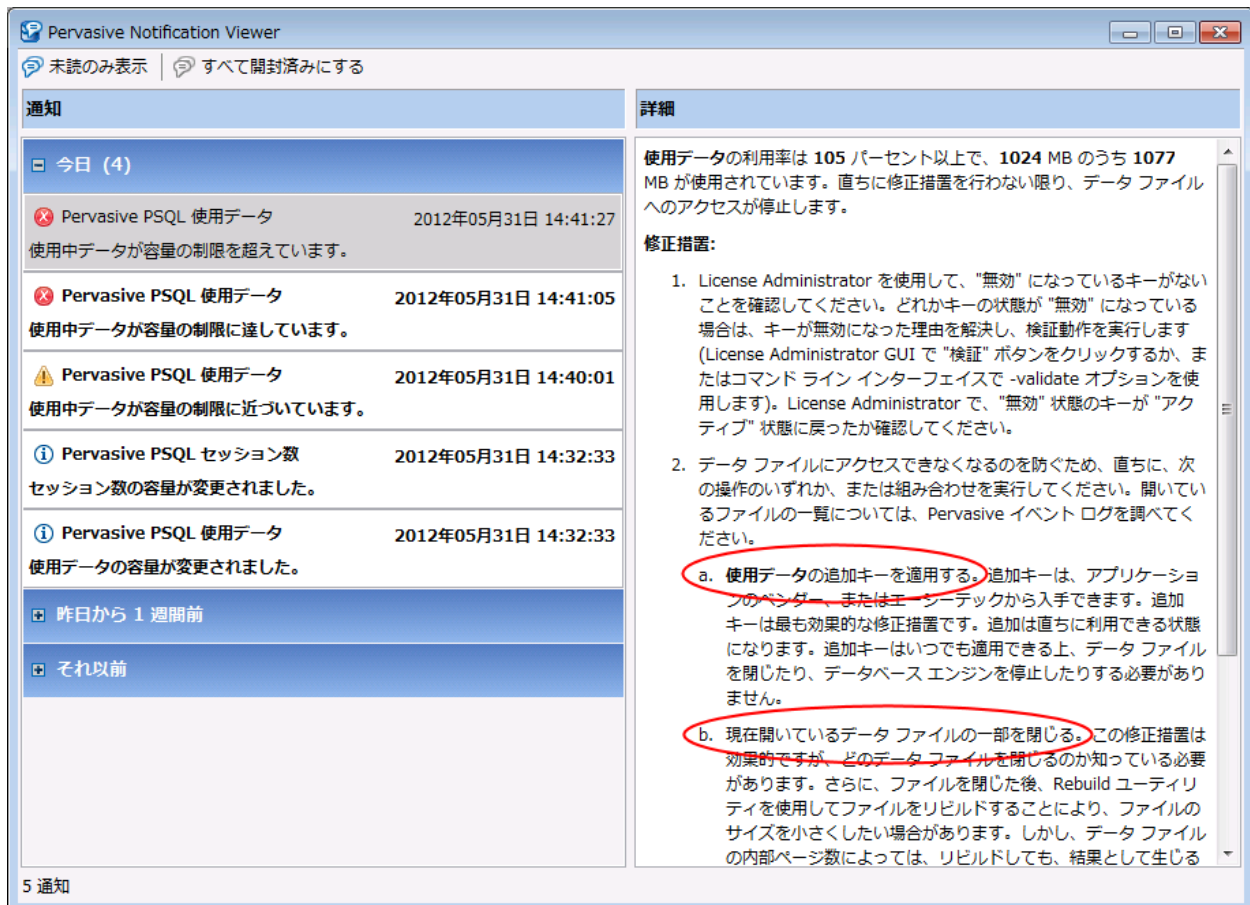 Pervasive Notification Viewer
未読のみ表示 すべて開封済みにする
通知
今日 (4)
Pervasive PSQL 使用データ 2012年05月31日 14:41:27
使用中データが容量の制限を超えています。
Pervasive PSQL 使用データ 2012年05月31日 14:41:05
使用中データが容量の制限に達しています。
Pervasive PSQL 使用データ 2012年05月31日 14:40:01
使用中データが容量の制限に近づいています。
Pervasive PSQL セッション数 2012年05月31日 14:32:33
セッション数の容量が変更されました。
Pervasive PSQL 使用データ 2012年05月31日 14:32:33
使用データの容量が変更されました。
昨日から 1 週間前
それ以前
詳細
使用データの利用率は 105 パーセント以上で、1024 MB のうち 1077
MB が使用されています。直ちに修正措置を行わない限り、データ ファイル
へのアクセスが停止します。
修正措置:
1. License Administrator を使用して、"無効" になっているキーがない
ことを確認してください。どれかキーの状態が "無効" になっている
場合は、キーが無効になった理由を解決し、検証動作を実行します
(License Administrator GUI で "検証" ボタンをクリックするか、ま
たはコマンド ライン インターフェイスで -validate オプションを使
用します)。License Administrator で、"無効" 状態のキーが "アク
ティブ" 状態に戻ったか確認してください。
2. データ ファイルにアクセスできなくなるのを防ぐため、直ちに、次
の操作のいずれか、または組み合わせを実行してください。開いてい
るファイルの一覧については、Pervasive イベント ログを調べてく
ださい。
a. 使用データの追加キーを適用する。追加キーは、アプリケーショ
ンのベンダー、またはエージーテックから入手できます。追加
キーは最も効果的な修正措置です。追加は直ちに利用できる状態
になります。追加キーはいつでも適用できる上、データ ファイル
を閉じたり、データベース エンジンを停止したりする必要があり
ません。
b. 現在開いているデータ ファイルの一部を閉じる。この修正措置は
効果的ですが、どのデータ ファイルを閉じるのか知っている必要
があります。さらに、ファイルを閉じた後、Rebuild ユーティリ
ティを使用してファイルをリビルドすることにより、ファイルの
サイズを小さくしたい場合があります。しかし、データ ファイル
の内部ページ数によっては、リビルドしても、結果として生じる
5 通知